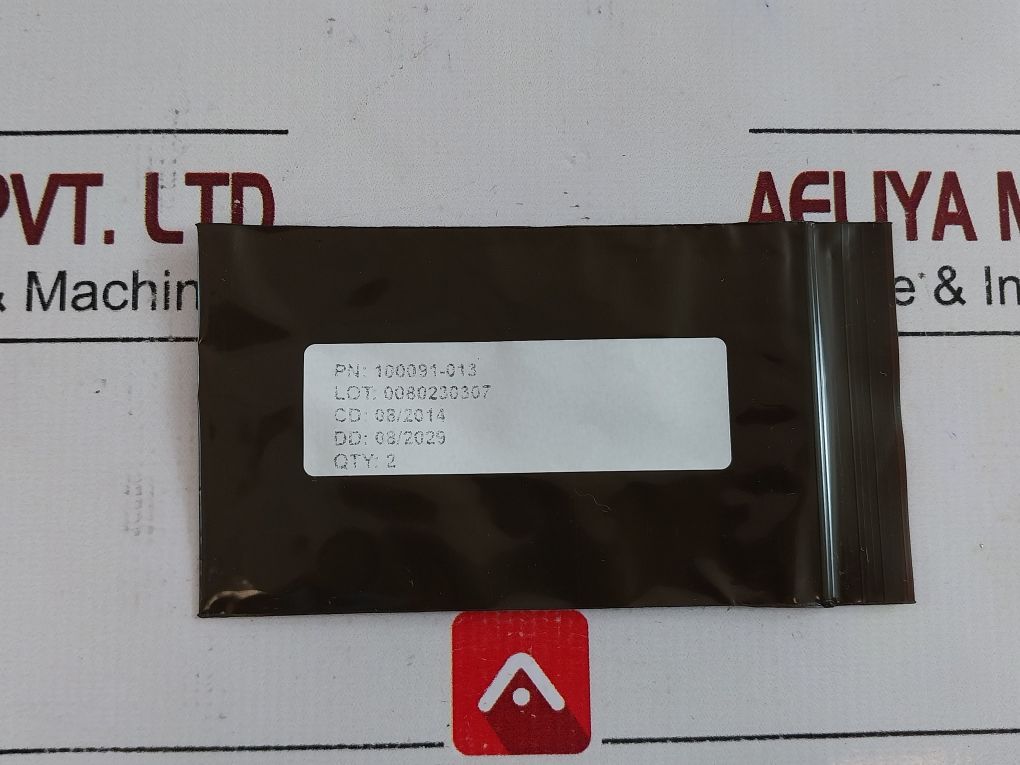 PVT. LTD
AELIYA M
& Machin
e & In
PN: 100091-013
LOT: 0080230307
CD: 08/2014
DD: 08/2029
QTY: 2